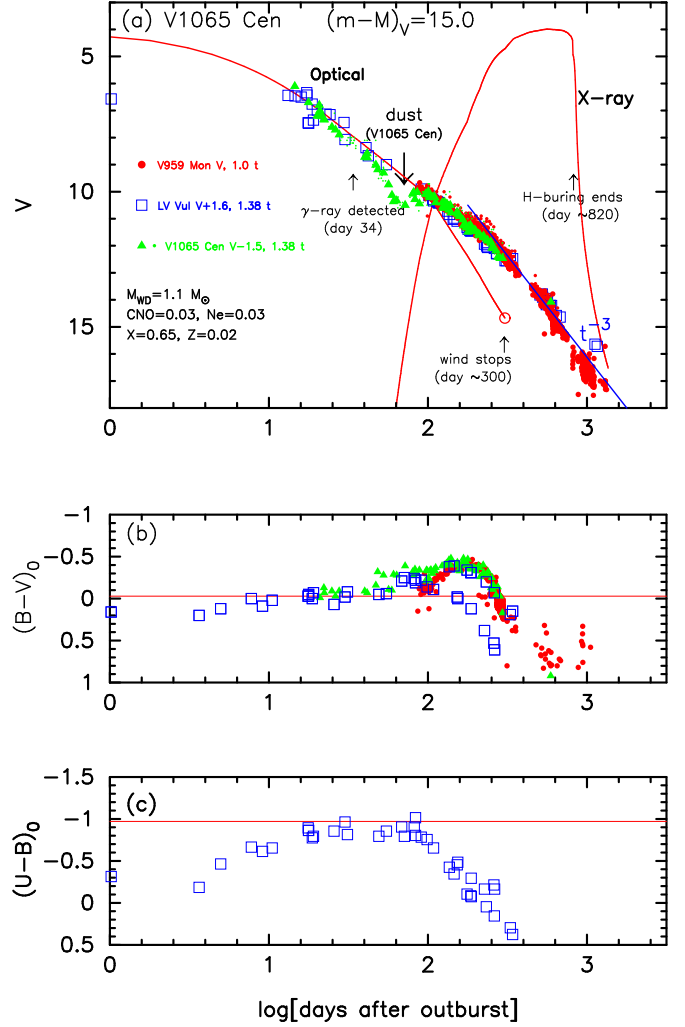 (a) V1065 Cen (m−M)V=15.0
Optical
X−ray
dust
(V1065 Cen)
V959 Mon V, 1.0 t
LV Vul V+1.6, 1.38 t
V1065 Cen V−1.5, 1.38 t
γ−ray detected
(day 34)
H−buring ends
(day ~820)
MWD=1.1 M⊙
CNO=0.03, Ne=0.03
X=0.65, Z=0.02
wind stops
(day ~300)
t−3
V
5
10
15
0 1 2 3
(b)
(B−V)0
−1
−0.5
0
0.5
1
0 1 2 3
(c)
(U−B)0
−1.5
−1
−0.5
0
0.5
0 1 2 3
log[days after outburst]